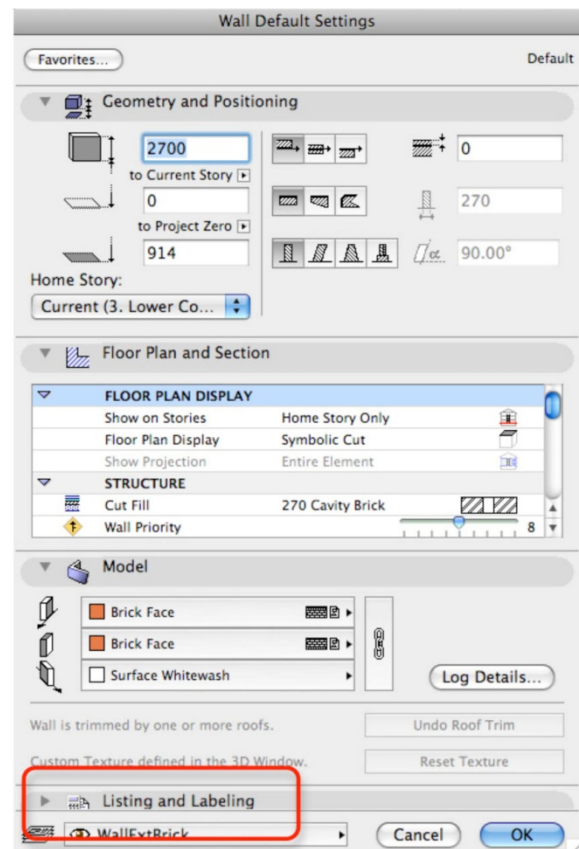 Wall Default Settings
Favorites...
Default
Geometry and Positioning
2700
0
to Current Story
0
270
to Project Zero
914
α
90.00°
Home Story:
Current (3. Lower Co...
Floor Plan and Section
FLOOR PLAN DISPLAY
Show on Stories Home Story Only
Floor Plan Display Symbolic Cut
Show Projection Entire Element
STRUCTURE
Cut Fill 270 Cavity Brick
Wall Priority 8
Model
Brick Face
Brick Face
Surface Whitewash
Log Details...
Wall is trimmed by one or more roofs. Undo Roof Trim
Custom Texture defined in the 3D Window. Reset Texture
Listing and Labeling
WallExtBrick Cancel OK